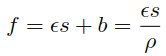 f = ϵs + b = ϵs/ρ